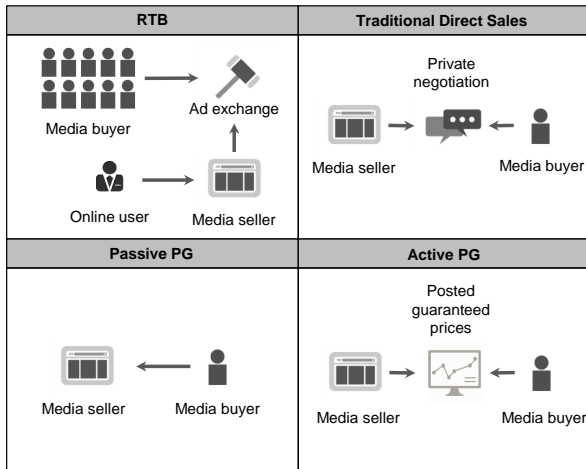 RTB
Media buyer
Ad exchange
Online user
Media seller
Traditional Direct Sales
Private
negotiation
Media seller
Media buyer
Passive PG
Media seller
Media buyer
Active PG
Posted
guaranteed
prices
Media seller
Media buyer